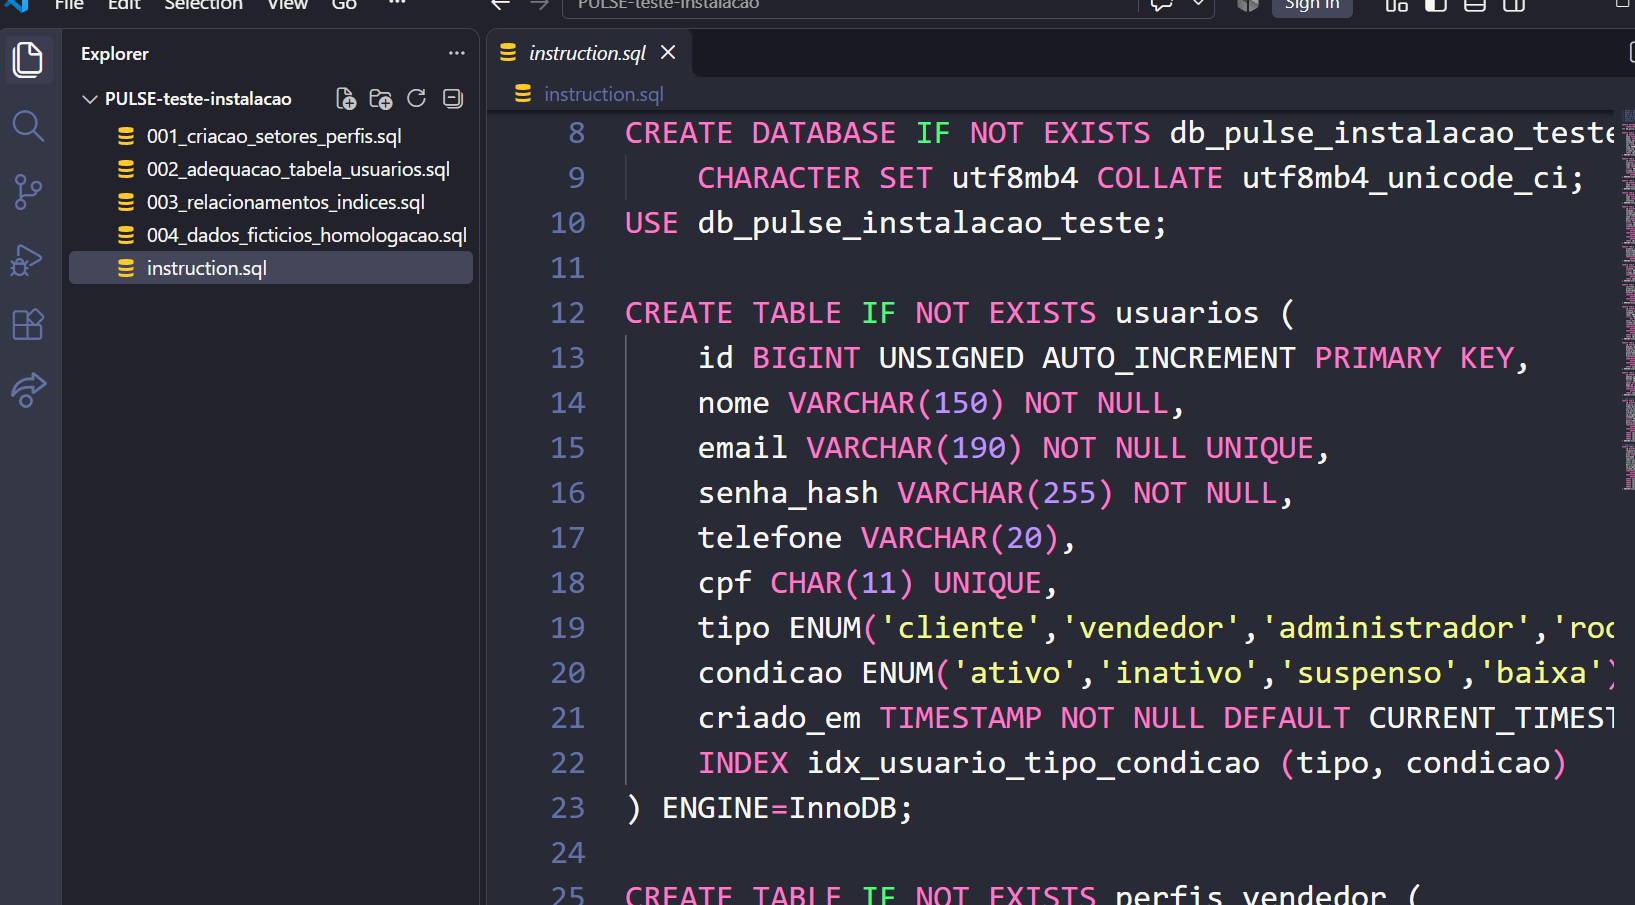 File Edit Selection View Go ...
PULSE-teste-instalacao
Sign in
Explorer
PULSE-teste-instalacao
001_criacao_setores_perfis.sql
002_adequacao_tabela_usuarios.sql
003_relacionamentos_indices.sql
004_dados_ficticios_homologacao.sql
instruction.sql
instruction.sql
instruction.sql
8 CREATE DATABASE IF NOT EXISTS db_pulse_instalacao_teste
9 CHARACTER SET utf8mb4 COLLATE utf8mb4_unicode_ci;
10 USE db_pulse_instalacao_teste;
11
12 CREATE TABLE IF NOT EXISTS usuarios (
13 id BIGINT UNSIGNED AUTO_INCREMENT PRIMARY KEY,
14 nome VARCHAR(150) NOT NULL,
15 email VARCHAR(190) NOT NULL UNIQUE,
16 senha_hash VARCHAR(255) NOT NULL,
17 telefone VARCHAR(20),
18 cpf CHAR(11) UNIQUE,
19 tipo ENUM('cliente','vendedor','administrador','roo
20 condicao ENUM('ativo','inativo','suspenso','baixa')
21 criado_em TIMESTAMP NOT NULL DEFAULT CURRENT_TIMEST
22 INDEX idx_usuario_tipo_condicao (tipo, condicao)
23 ) ENGINE=InnoDB;
24
25 CREATE TABLE IF NOT EXISTS perfis_vendedor (